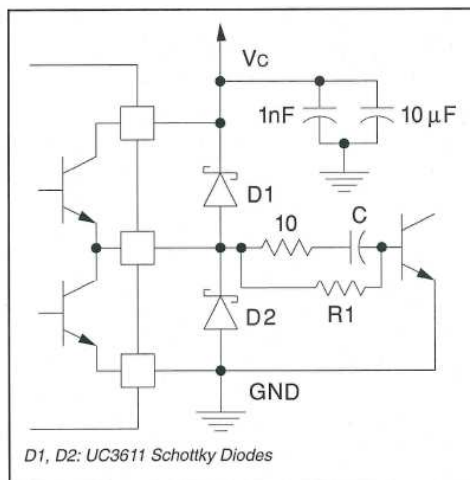 Vc
1nF
10 µF
D1
10
C
R1
D2
GND
D1, D2: UC3611 Schottky Diodes